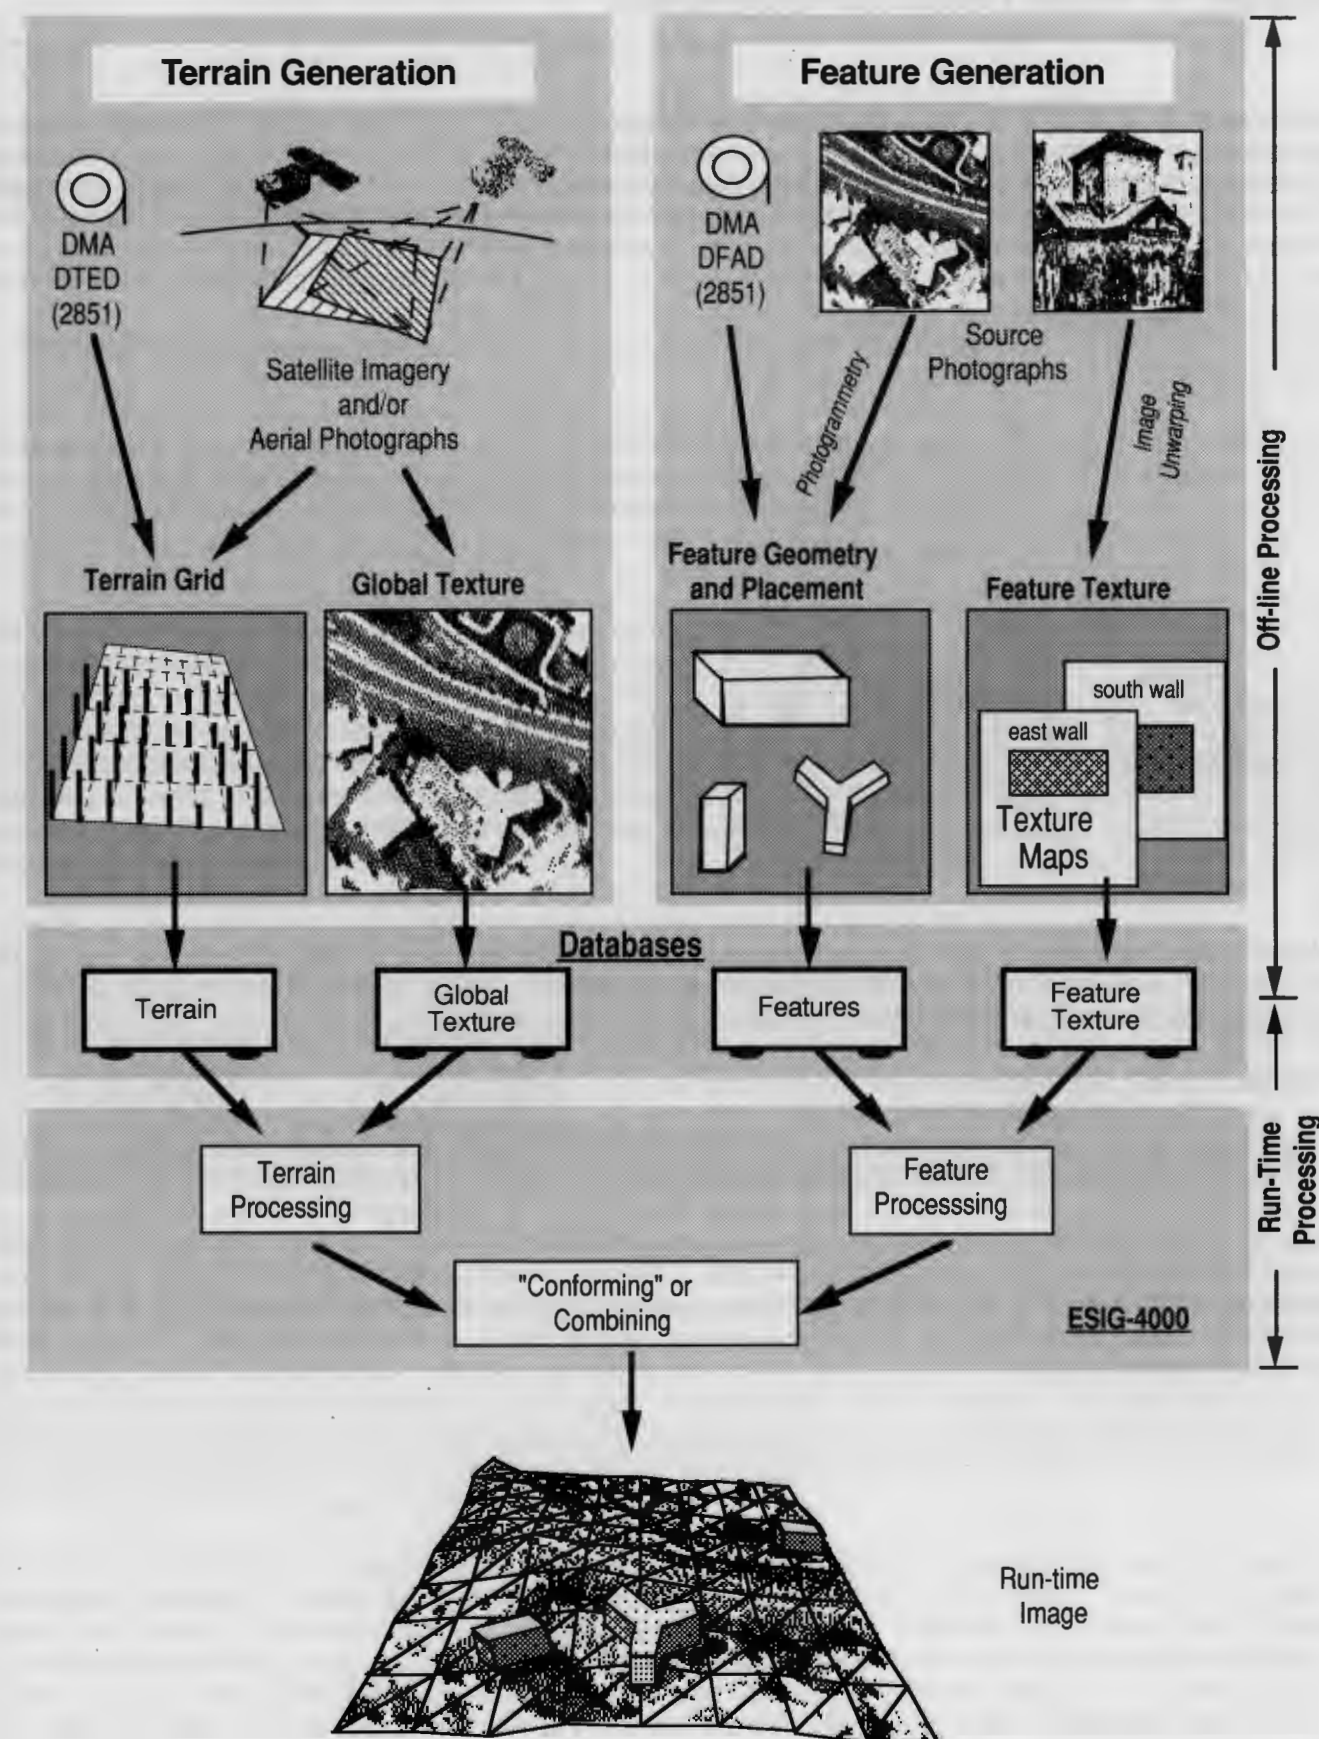 Terrain Generation
DMA
DTED
(2851)
Satellite Imagery
and/or
Aerial Photographs
Terrain Grid
Global Texture
Feature Generation
DMA
DFAD
(2851)
Source
Photographs
Photogrammetry
Image
Unwarping
Feature Geometry
and Placement
Feature Texture
south wall
east wall
Texture
Maps
Off-line Processing
Databases
Terrain
Global
Texture
Features
Feature
Texture
Terrain
Processing
Feature
Processsing
"Conforming" or
Combining
ESIG-4000
Run-Time
Processing
Run-time
Image